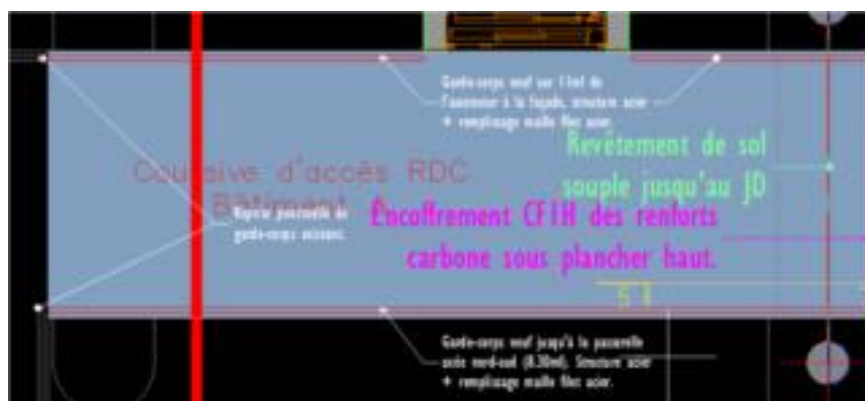 Garde-corps neuf sur 11ml de
l'ascenseur à la façade, structure acier
+ remplissage maille filet acier.
Revêtement de sol
souple jusqu'au JD
Coursive d'accès RDC
Bâtiment
Reprise ponctuelle de
garde-corps existant.
Encoffrement CF1H des renforts
carbone sous plancher haut.
Garde-corps neuf jusqu'à la passerelle
accès nord-sud (8.30ml). Structure acier
+ remplissage maille filet acier.